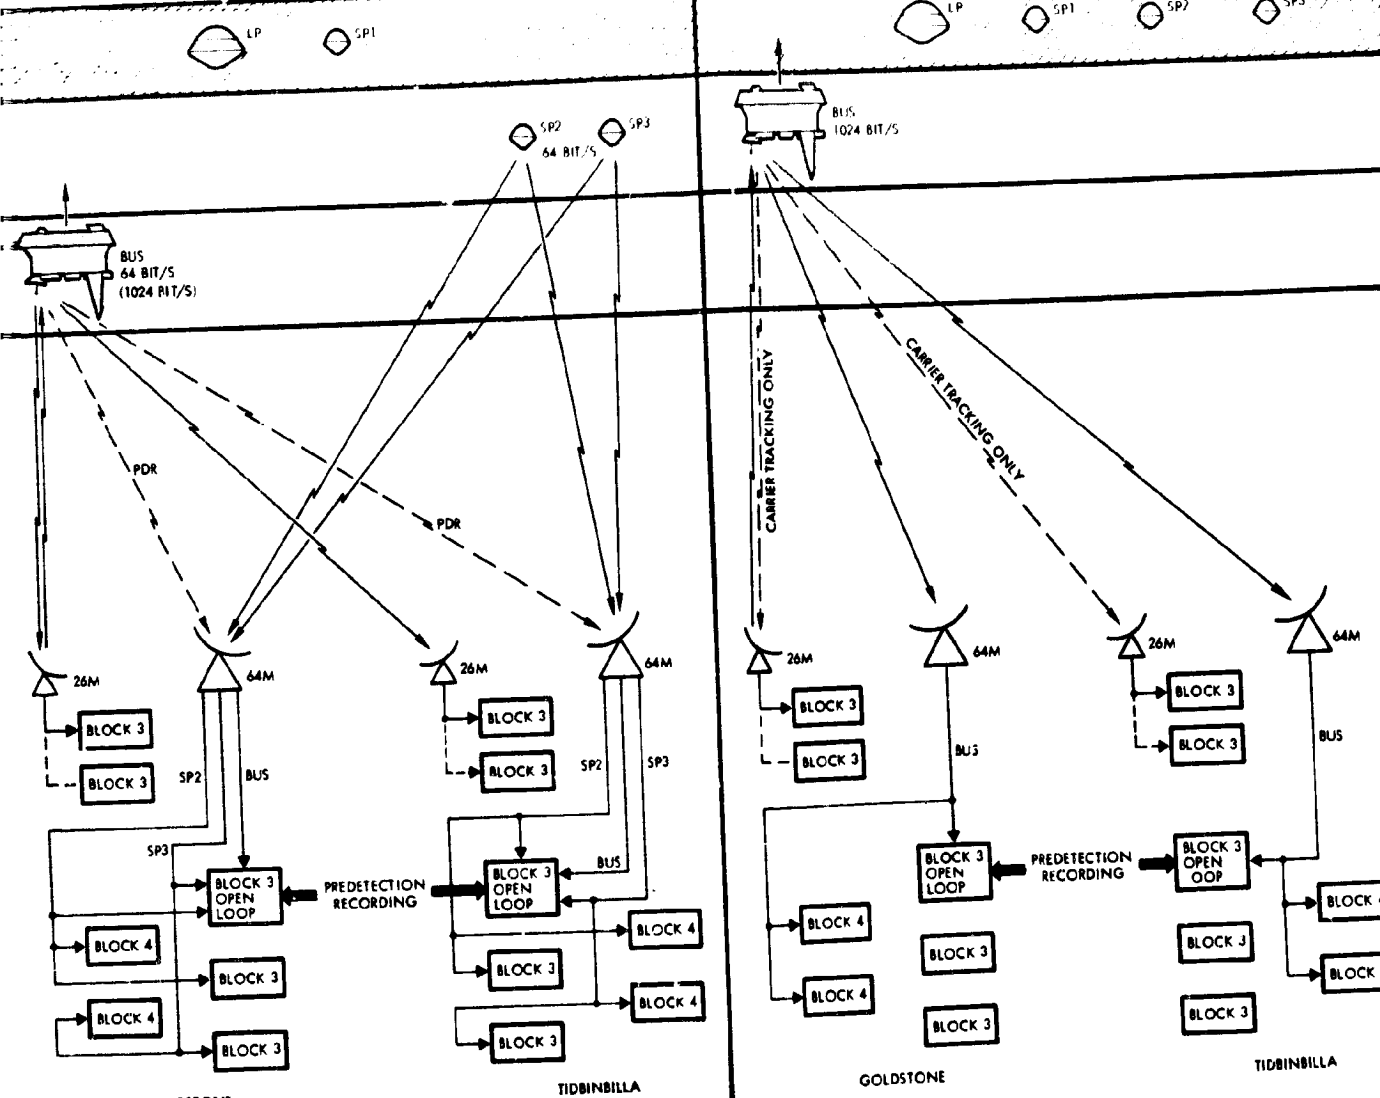 LP
SP1
SP2
64 BIT/S
SP3
BUS
64 BIT/S
(1024 BIT/S)
PDR
PDR
26M
64M
26M
64M
BLOCK 3
BLOCK 3
SP2
BUS
SP3
BLOCK 3
OPEN
LOOP
BLOCK 4
BLOCK 3
BLOCK 4
BLOCK 3
PREDETECTION
RECORDING
BLOCK 3
BLOCK 3
SP2
SP3
BUS
BLOCK 3
OPEN
LOOP
BLOCK 4
BLOCK 3
BLOCK 4
BLOCK 3
TIDBINBILLA
LP
SP1
SP2
SP3
BUS
1024 BIT/S
CARRIER TRACKING ONLY
CARRIER TRACKING ONLY
26M
64M
26M
64M
BLOCK 3
BLOCK 3
BUS
BLOCK 3
OPEN
LOOP
BLOCK 4
BLOCK 3
BLOCK 4
BLOCK 3
PREDETECTION
RECORDING
BLOCK 3
BLOCK 3
BUS
BLOCK 3
OPEN
OOP
BLOCK
BLOCK 3
BLOCK
BLOCK 3
GOLDSTONE
TIDBINBILLA